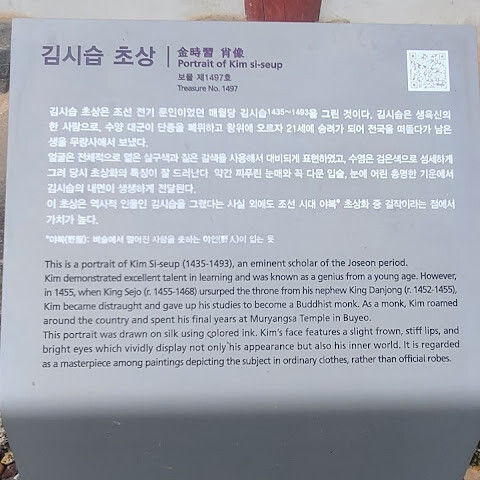 김시습 초상
金時習 肖像
Portrait of Kim si-seup
보물 제1497호
Treasure No. 1497
김시습 초상은 조선 전기 문인이었던 매월당 김시습1435~1493을 그린 것이다. 김시습은 생육신의
한 사람으로, 수양 대군이 단종을 폐위하고 왕위에 오르자 21세에 승려가 되어 전국을 떠돌다가 남은
생을 무량사에서 보냈다.
얼굴은 전체적으로 옅은 살구색과 짙은 갈색을 사용해서 대비되게 표현하였고, 수염은 검은색으로 섬세하게
그려 당시 초상화의 특징이 잘 드러난다. 약간 찌푸린 눈매와 꼭 다문 입술, 눈에 어린 총명한 기운에서
김시습의 내면이 생생하게 전달된다.
이 초상은 역사적 인물인 김시습을 그렸다는 사실 외에도 조선 시대 야복* 초상화 중 걸작이라는 점에서
가치가 높다.
*야복(野服): 벼슬에서 떨어진 사람을 뜻하는 야인(野人)이 입는 옷
This is a portrait of Kim Si-seup (1435-1493), an eminent scholar of the Joseon period.
Kim demonstrated excellent talent in learning and was known as a genius from a young age. However,
in 1455, when King Sejo (r. 1455-1468) ursurped the throne from his nephew King Danjong (r. 1452-1455),
Kim became distraught and gave up his studies to become a Buddhist monk. As a monk, Kim roamed
around the country and spent his final years at Muryangsa Temple in Buyeo.
This portrait was drawn on silk using colored ink. Kim's face features a slight frown, stiff lips, and
bright eyes which vividly display not only his appearance but also his inner world. It is regarded
as a masterpiece among paintings depicting the subject in ordinary clothes, rather than official robes.